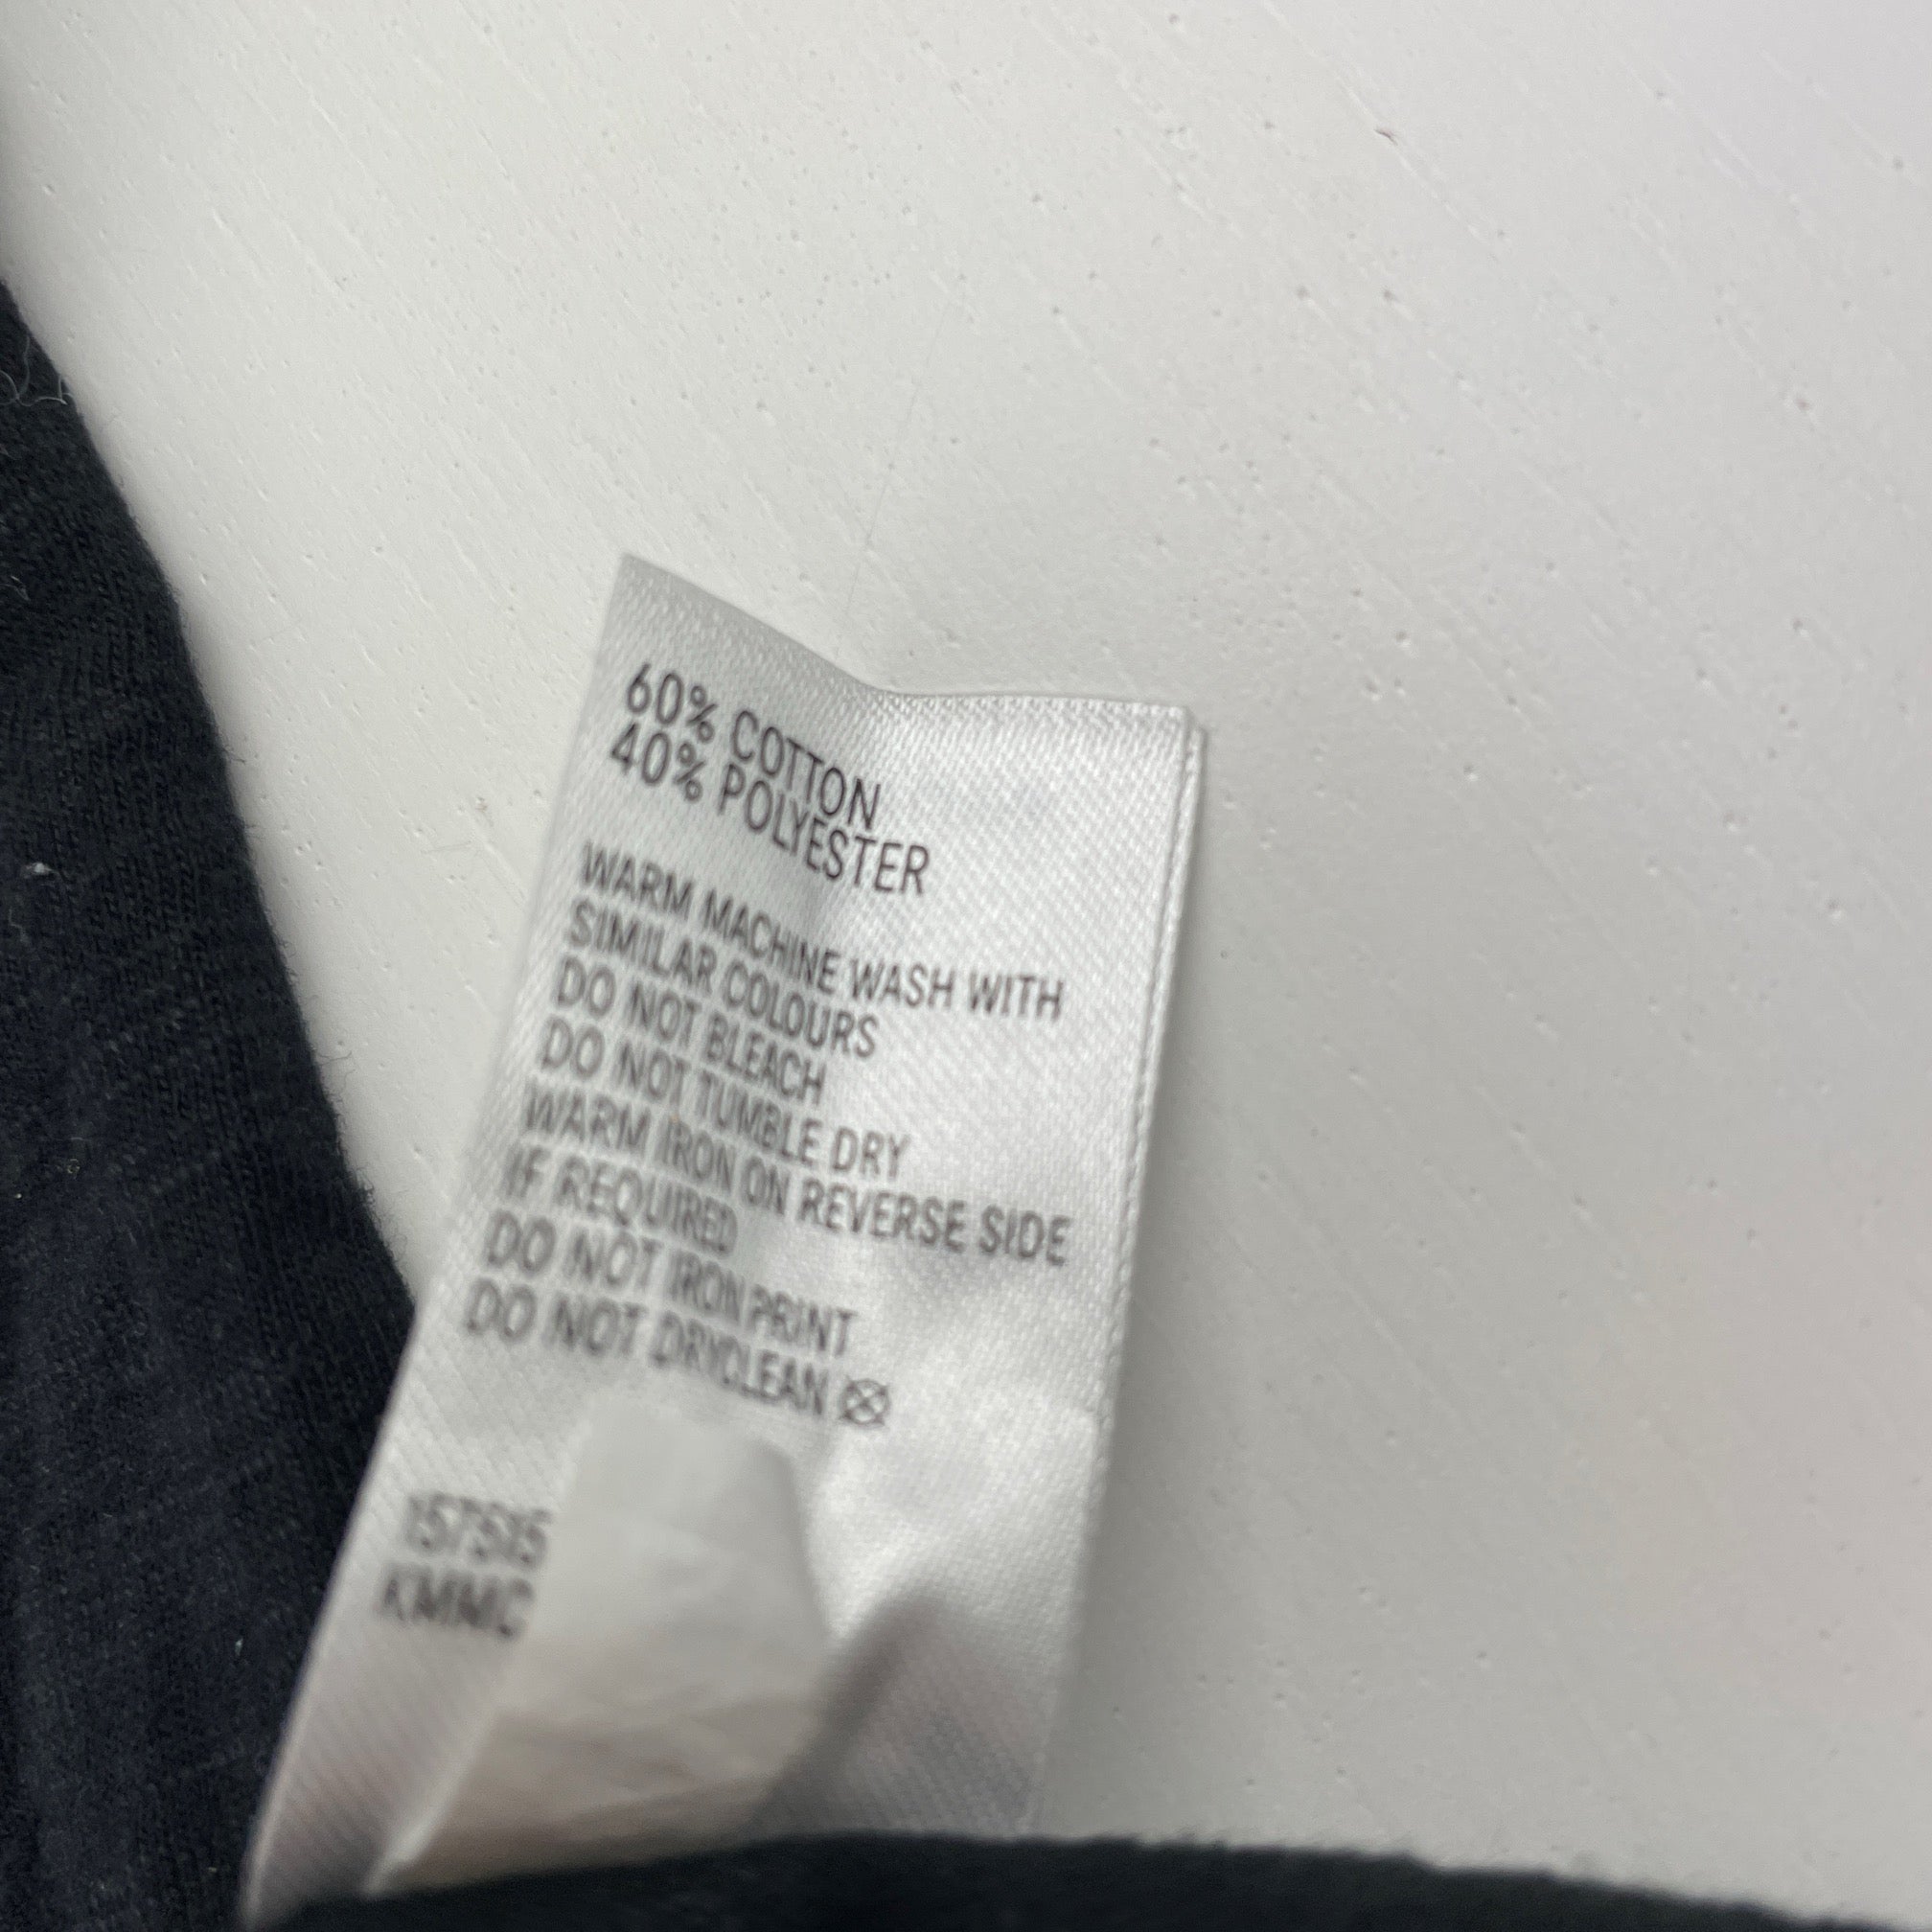 60% COTTON
40% POLYESTER
WARM MACHINE WASH WITH
SIMILAR COLOURS
DO NOT BLEACH
DO NOT TUMBLE DRY
WARM IRON ON REVERSE SIDE
IF REQUIRED
DO NOT IRON PRINT
DO NOT DRYCLEAN
157515
KMMC